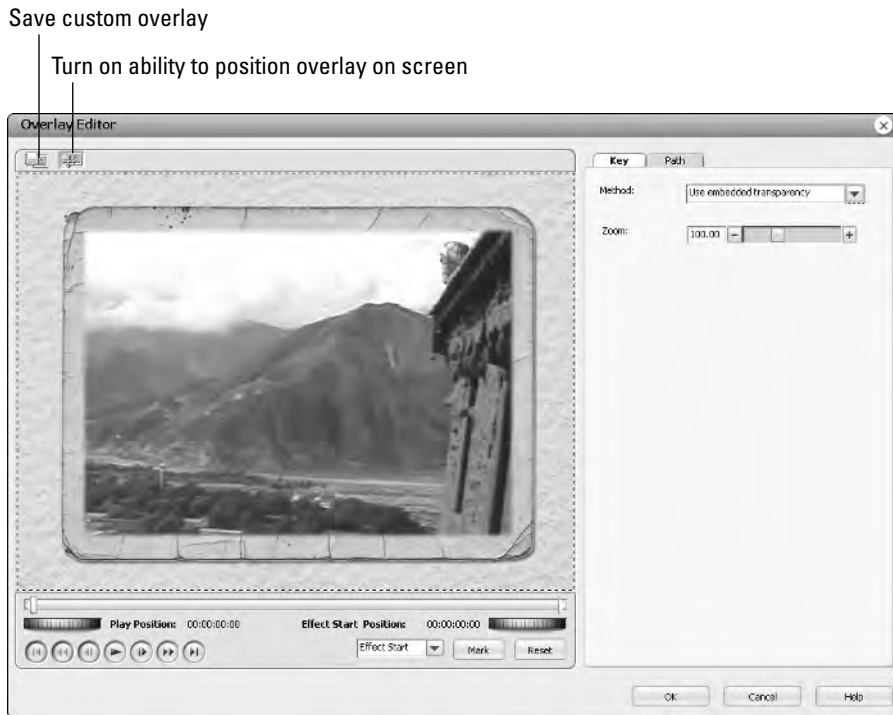 Save custom overlay
Turn on ability to position overlay on screen
Overlay Editor
Key Path
Method: Use embedded transparency
Zoom: 100.00
Play Position: 00:00:00:00 Effect Start Position: 00:00:00:00
Effect Start Mark Reset
OK Cancel Help